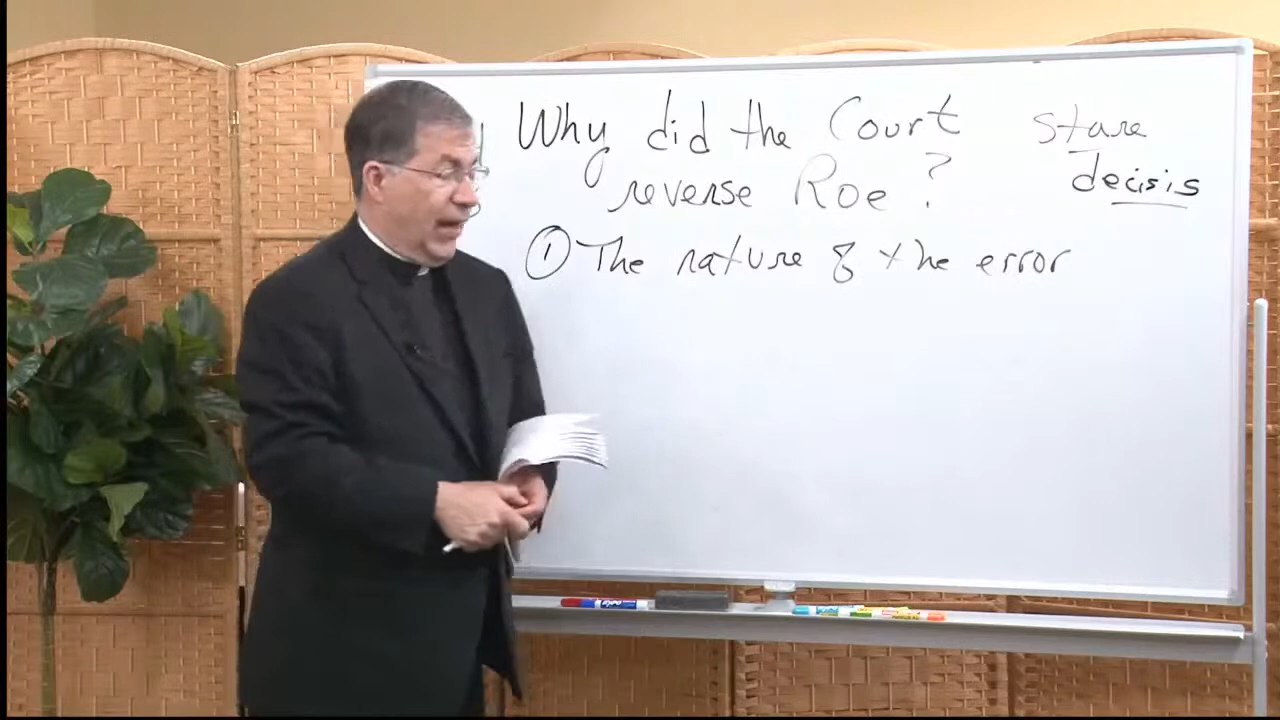 Why did the Court
reverse Roe?
stare
decisis
① The nature of the error